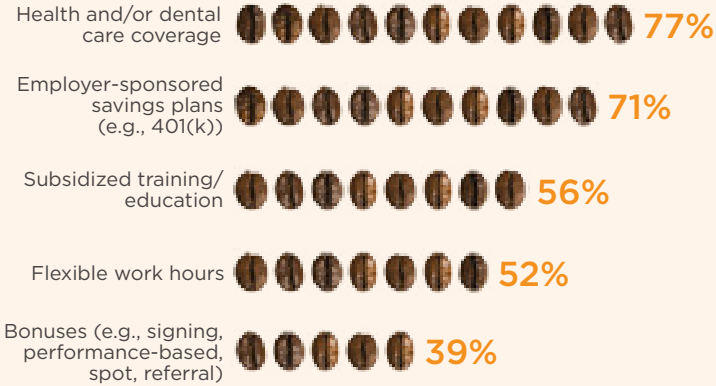 Health and/or dental
care coverage
77%
Employer-sponsored
savings plans
(e.g., 401(k))
71%
Subsidized training/
education
56%
Flexible work hours
52%
Bonuses (e.g., signing,
performance-based,
spot, referral)
39%